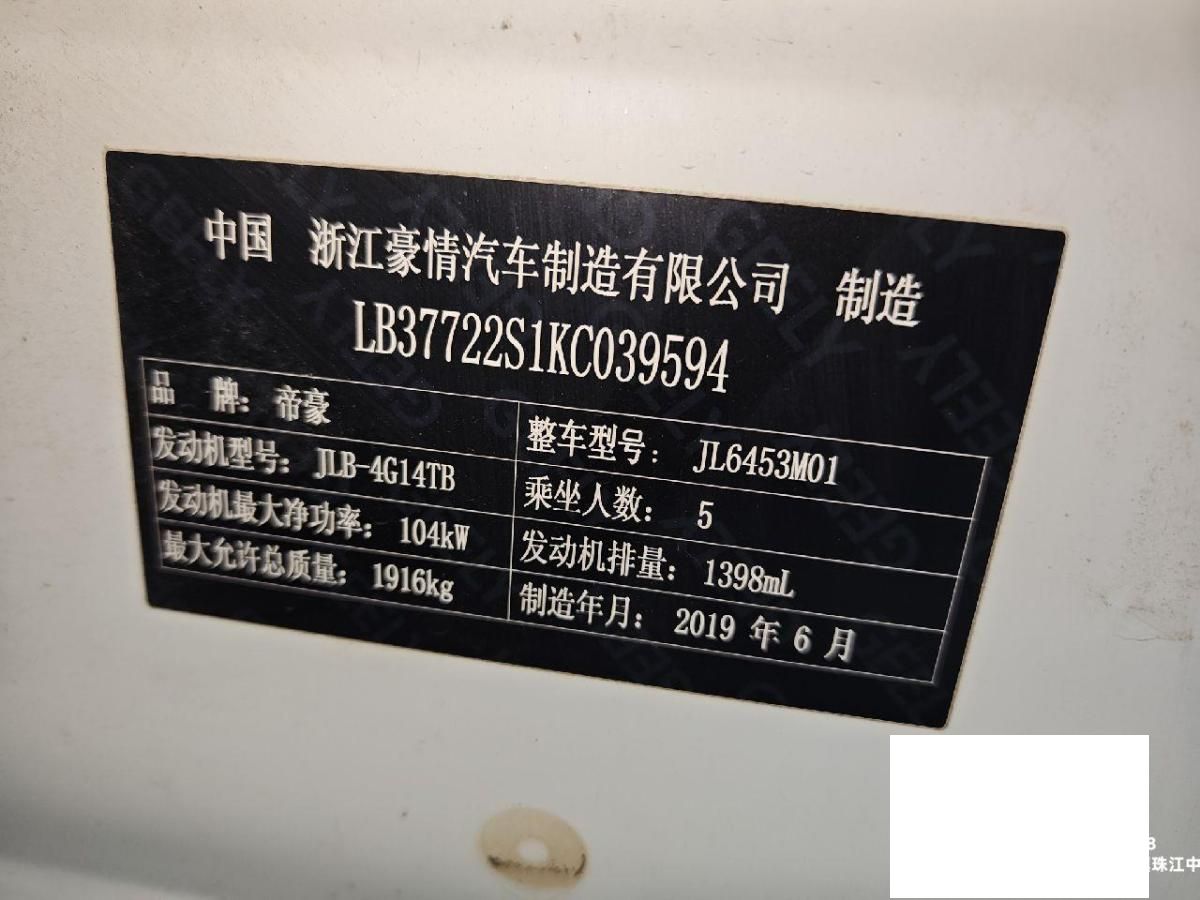 中国 浙江豪情汽车制造有限公司 制造
LB37722S1KC039594
品 牌: 帝豪
整车型号: JL6453M01
发动机型号: JLB-4G14TB
乘坐人数: 5
发动机最大净功率: 104kW
发动机排量: 1398mL
最大允许总质量: 1916kg
制造年月: 2019 年 6 月
珠江中